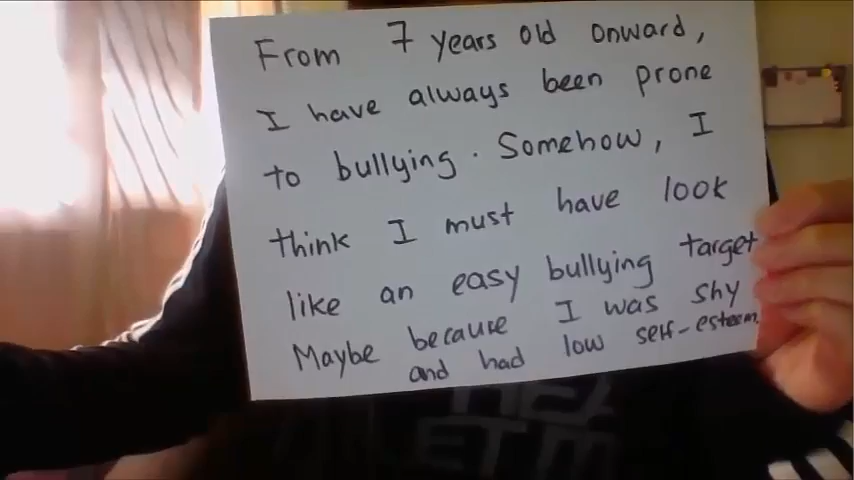 From 7 years old onward,
I have always been prone
to bullying. Somehow, I
think I must have look
like an easy bullying target
Maybe because I was shy
and had low self-esteem.